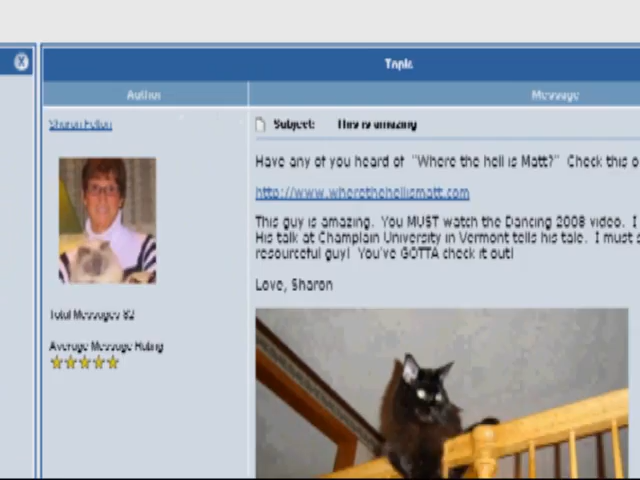 X
Topic
Author
Message
Sharon Fellon
Subject: This is amazing
Have any of you heard of "Where the hell is Matt?" Check this o
http://www.wherethehellismatt.com
This guy is amazing. You MUST watch the Dancing 2008 video. I
His talk at Champlain University in Vermont tells his tale. I must s
resourceful guy! You've GOTTA check it out!
Love, Sharon
Total Messages 82
Average Message Rating